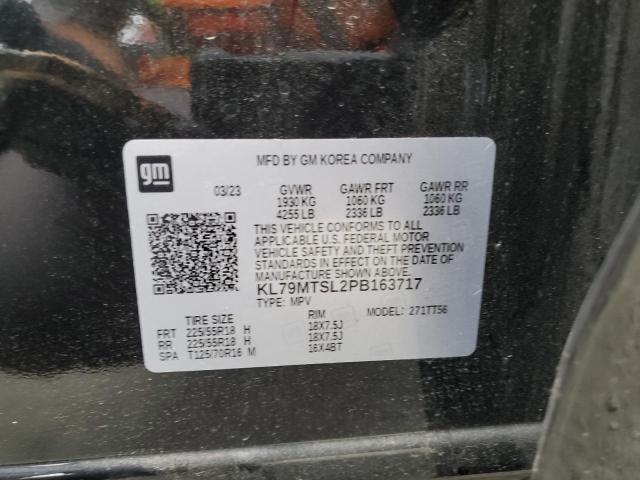 gm
MFD BY GM KOREA COMPANY
03/23 GVWR GAWR FRT GAWR RR
1930 KG 1060 KG 1060 KG
4255 LB 2336 LB 2336 LB
THIS VEHICLE CONFORMS TO ALL
APPLICABLE U.S. FEDERAL MOTOR
VEHICLE SAFETY AND THEFT PREVENTION
STANDARDS IN EFFECT ON THE DATE OF
MANUFACTURE SHOWN ABOVE.
KL79MTSL2PB163717
TYPE: MPV MODEL: 271TT56
TIRE SIZE RIM
FRT 225/55R18 H 18X7.5J
RR 225/55R18 H 18X7.5J
SPA T125/70R16 M 16X4BT